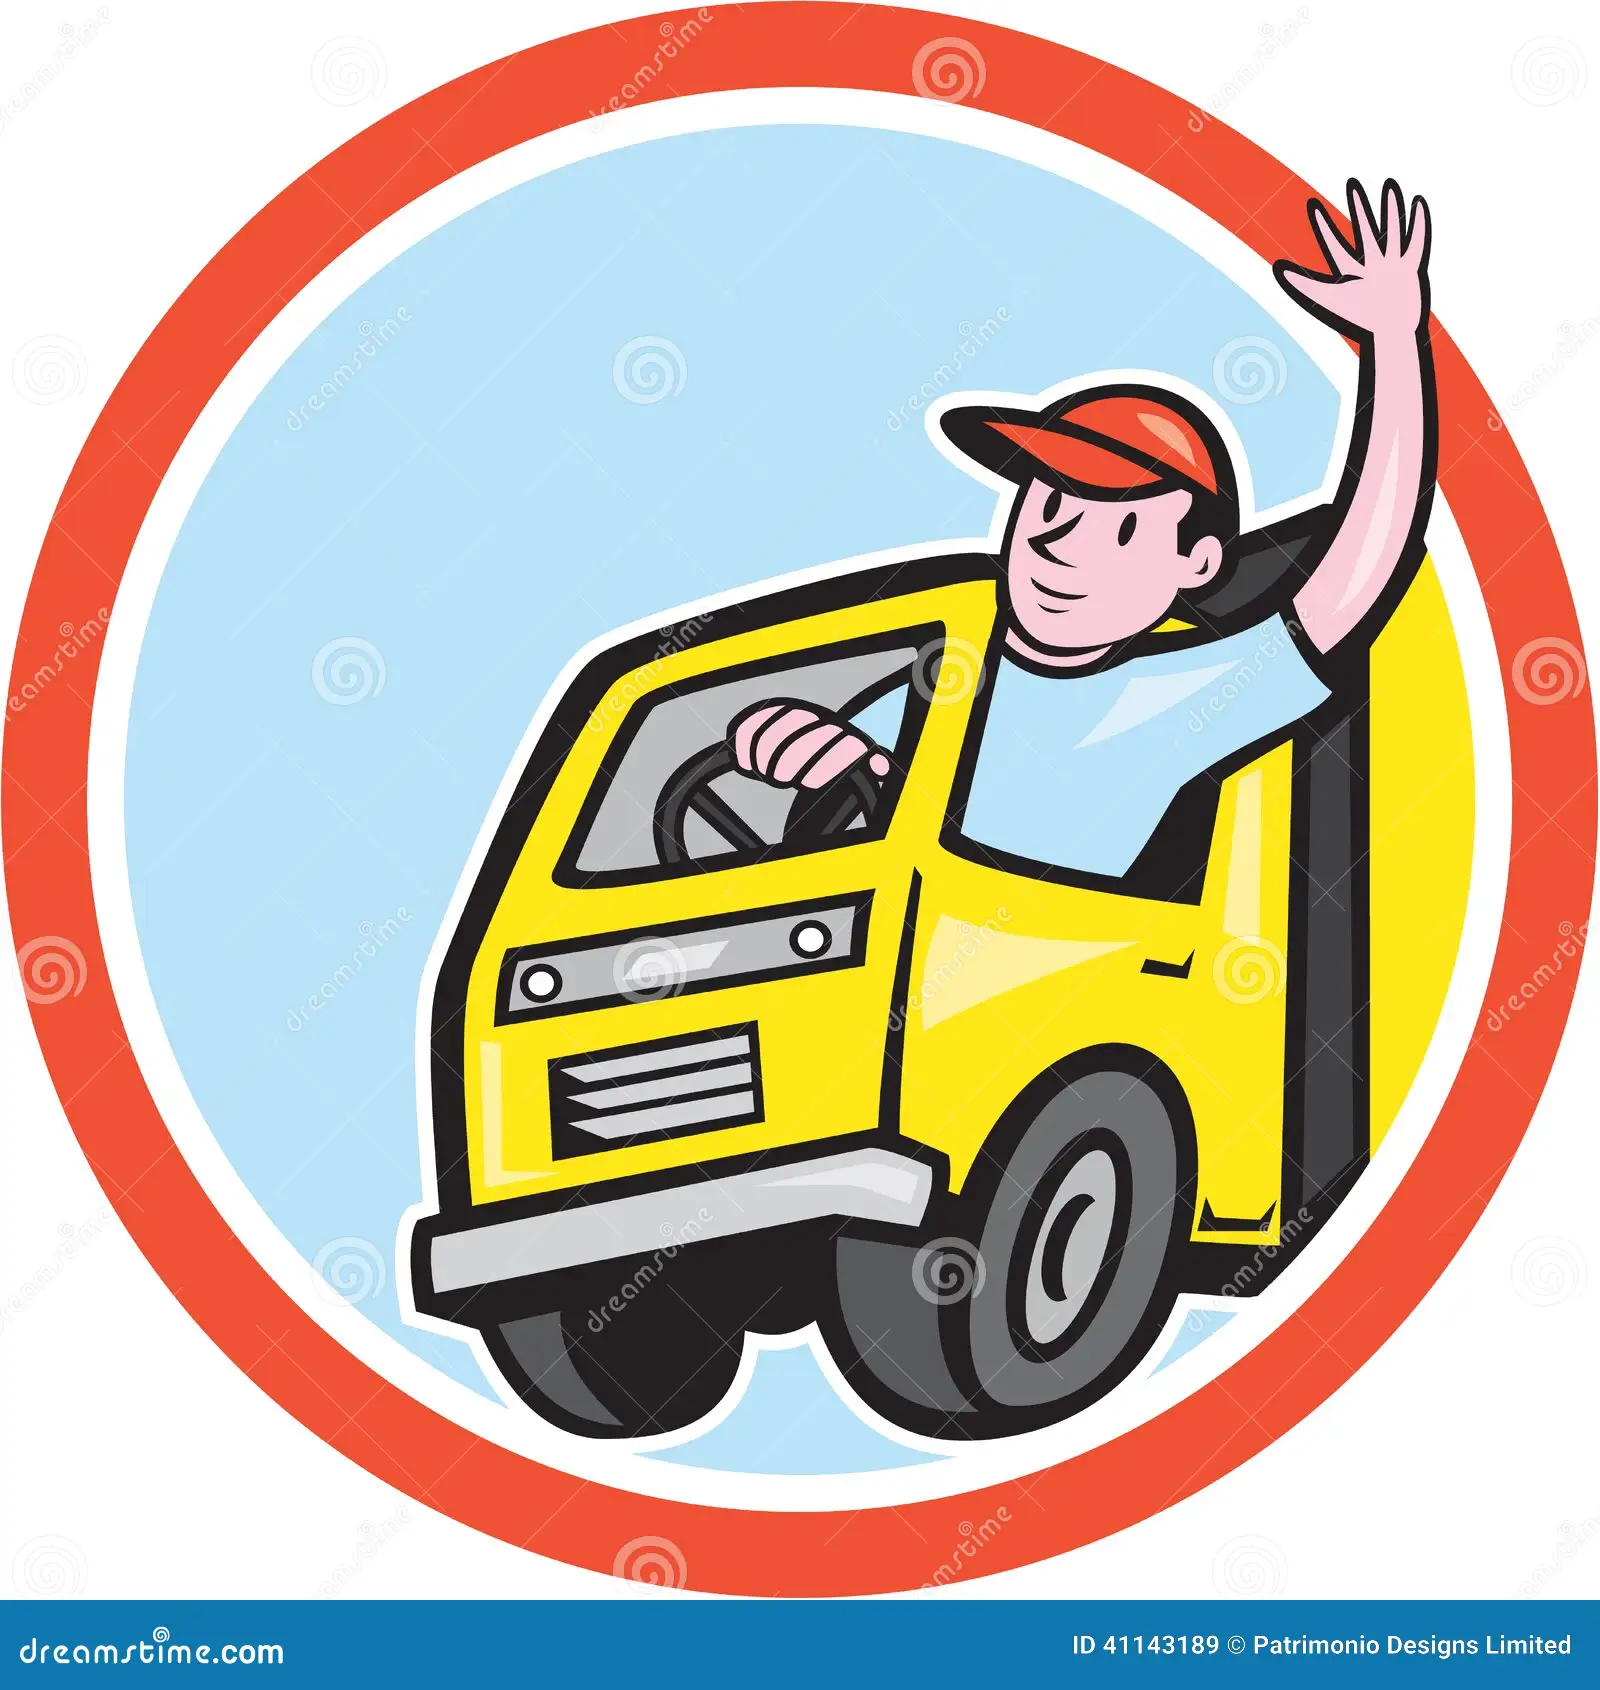 dreamstime.com
ID 41143189 © Patrimonio Designs Limited